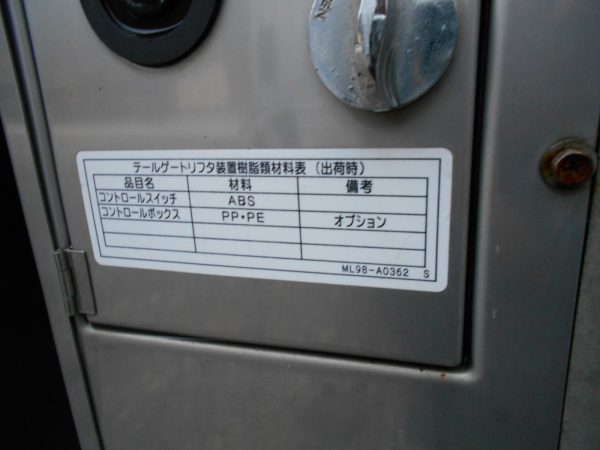 EN
テールゲートリフタ装置樹脂類材料表 (出荷時)
品目名 材料 備考
コントロールスイッチ ABS
コントロールボックス PP・PE オプション
ML98-A0362 S